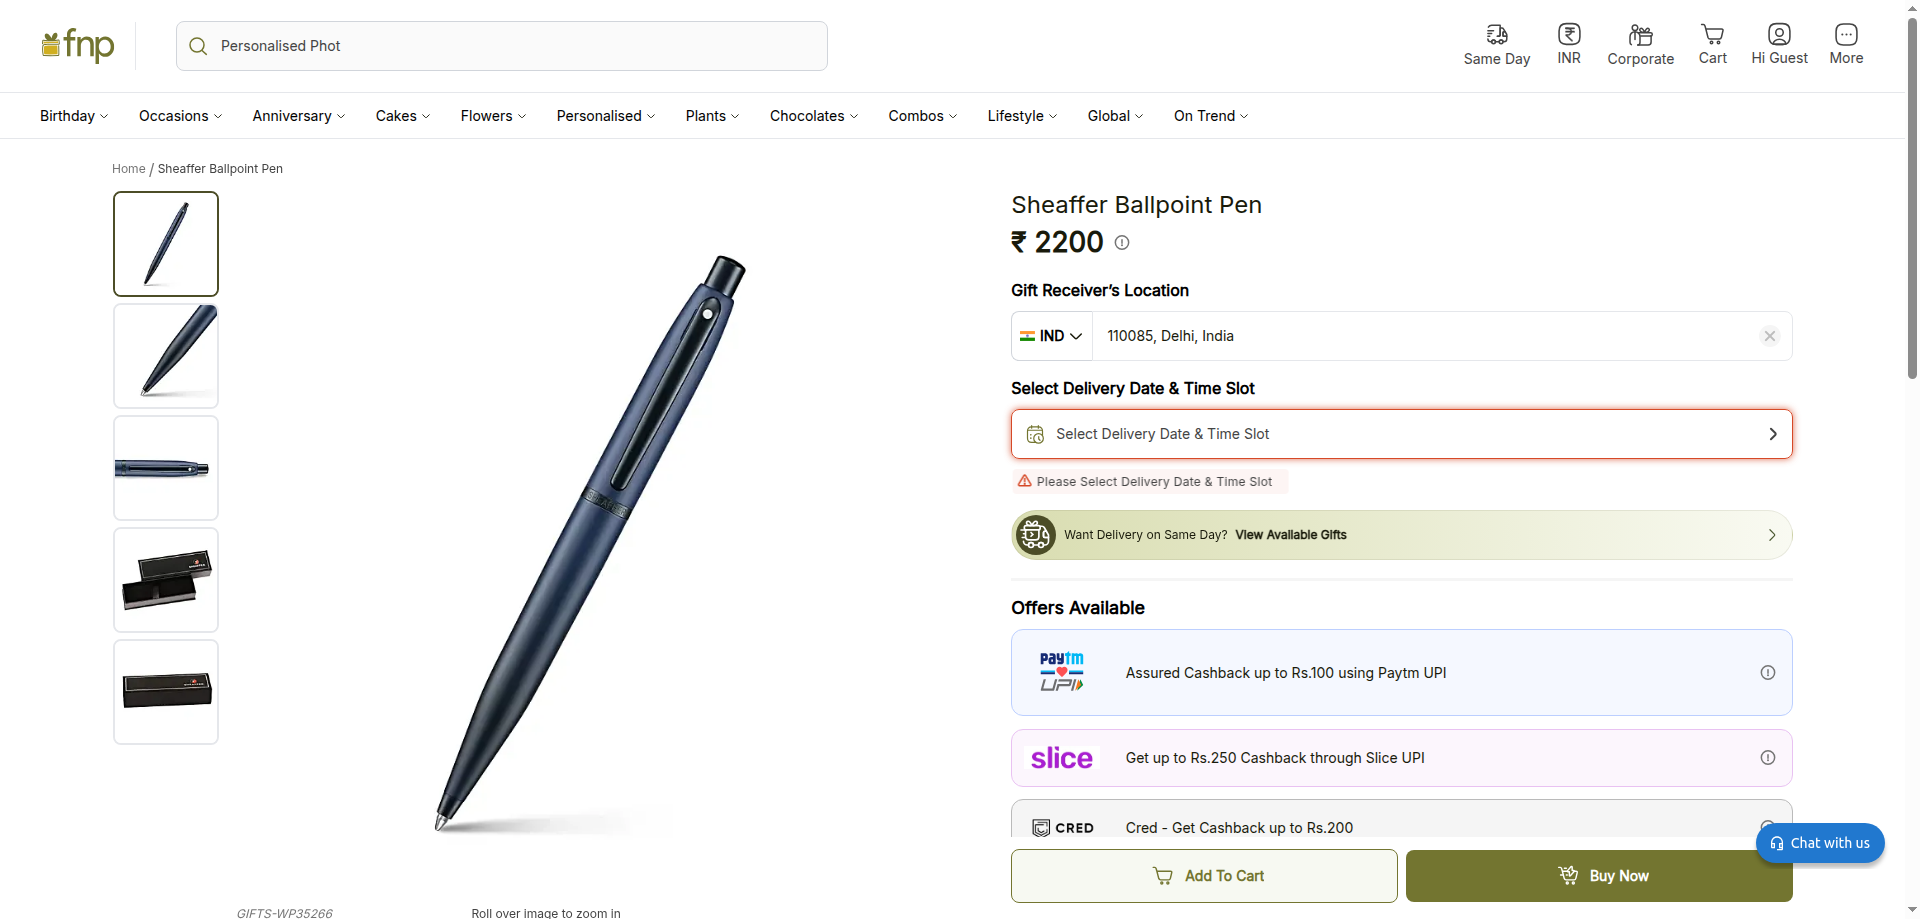 fnp
Personalised Phot
Same Day
INR
Corporate
Cart
Hi Guest
More
Birthday
Occasions
Anniversary
Cakes
Flowers
Personalised
Plants
Chocolates
Combos
Lifestyle
Global
On Trend
Home / Sheaffer Ballpoint Pen
Sheaffer Ballpoint Pen
₹ 2200
Gift Receiver's Location
IND
110085, Delhi, India
Select Delivery Date & Time Slot
Select Delivery Date & Time Slot
Please Select Delivery Date & Time Slot
Want Delivery on Same Day? View Available Gifts
Offers Available
paytm
UPI
Assured Cashback up to Rs.100 using Paytm UPI
slice
Get up to Rs.250 Cashback through Slice UPI
CRED
Cred - Get Cashback up to Rs.200
Chat with us
Add To Cart
Buy Now
SHEAFFER
GIFTS-WP35266
Roll over image to zoom in